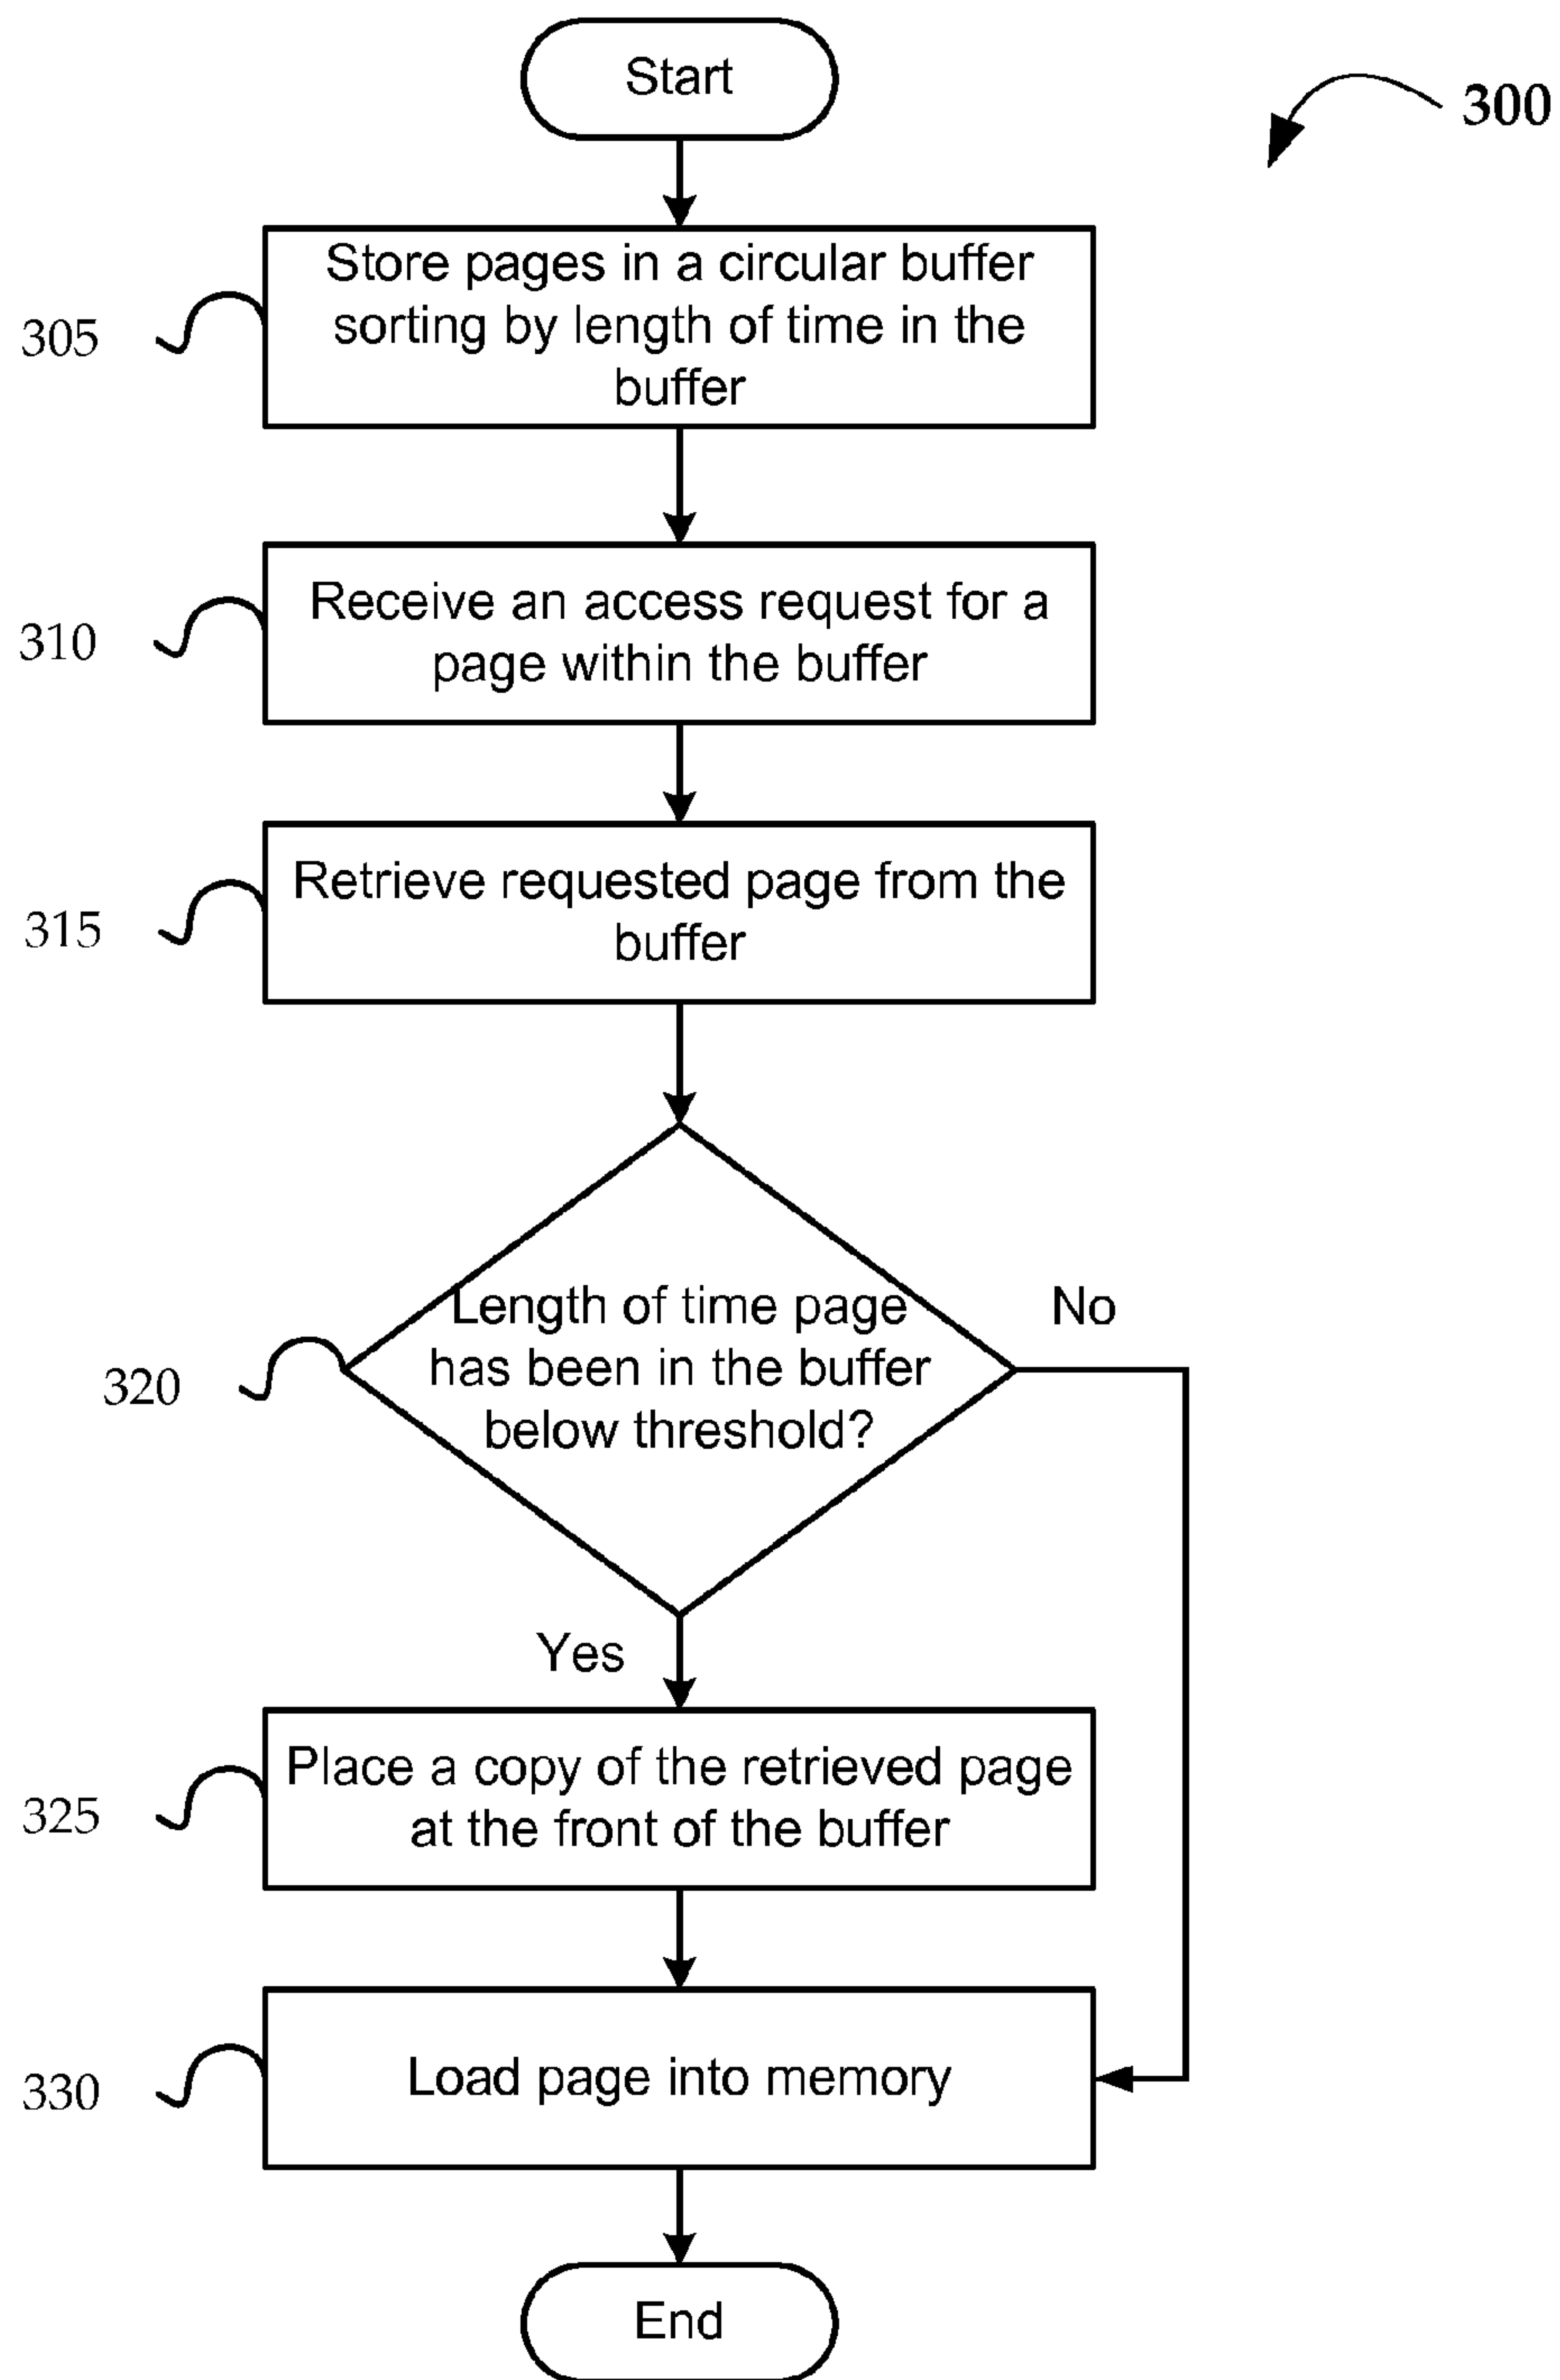 Start
300
Store pages in a circular buffer
sorting by length of time in the
buffer
305
Receive an access request for a
page within the buffer
310
Retrieve requested page from the
buffer
315
Length of time page
has been in the buffer
below threshold?
No
320
Yes
Place a copy of the retrieved page
at the front of the buffer
325
Load page into memory
330
End